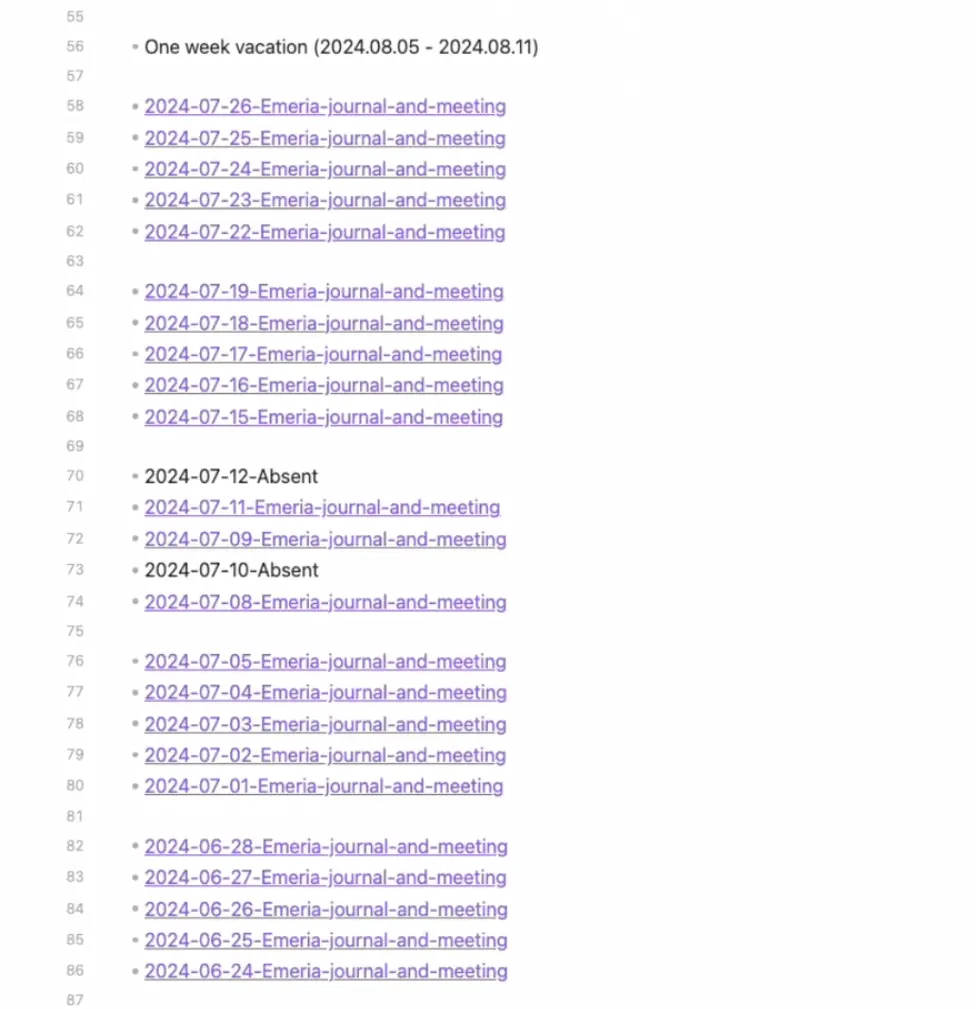 55
56 • One week vacation (2024.08.05 - 2024.08.11)
57
58 • 2024-07-26-Emeria-journal-and-meeting
59 • 2024-07-25-Emeria-journal-and-meeting
60 • 2024-07-24-Emeria-journal-and-meeting
61 • 2024-07-23-Emeria-journal-and-meeting
62 • 2024-07-22-Emeria-journal-and-meeting
63
64 • 2024-07-19-Emeria-journal-and-meeting
65 • 2024-07-18-Emeria-journal-and-meeting
66 • 2024-07-17-Emeria-journal-and-meeting
67 • 2024-07-16-Emeria-journal-and-meeting
68 • 2024-07-15-Emeria-journal-and-meeting
69
70 • 2024-07-12-Absent
71 • 2024-07-11-Emeria-journal-and-meeting
72 • 2024-07-09-Emeria-journal-and-meeting
73 • 2024-07-10-Absent
74 • 2024-07-08-Emeria-journal-and-meeting
75
76 • 2024-07-05-Emeria-journal-and-meeting
77 • 2024-07-04-Emeria-journal-and-meeting
78 • 2024-07-03-Emeria-journal-and-meeting
79 • 2024-07-02-Emeria-journal-and-meeting
80 • 2024-07-01-Emeria-journal-and-meeting
81
82 • 2024-06-28-Emeria-journal-and-meeting
83 • 2024-06-27-Emeria-journal-and-meeting
84 • 2024-06-26-Emeria-journal-and-meeting
85 • 2024-06-25-Emeria-journal-and-meeting
86 • 2024-06-24-Emeria-journal-and-meeting
87